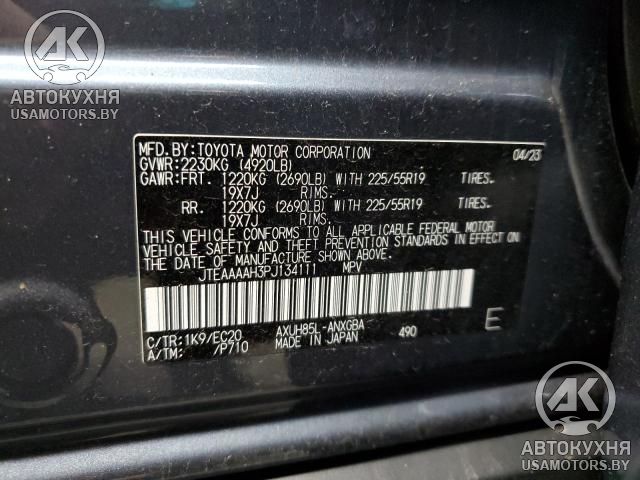 AK
АВТОКУХНЯ
USAMOTORS.BY
MFD.BY:TOYOTA MOTOR CORPORATION 04/23
GVWR:2230KG (4920LB)
GAWR:FRT. 1220KG (2690LB) WITH 225/55R19 TIRES.
19X7J RIMS.
RR. 1220KG (2690LB) WITH 225/55R19 TIRES.
19X7J RIMS.
THIS VEHICLE CONFORMS TO ALL APPLICABLE FEDERAL MOTOR
VEHICLE SAFETY AND THEFT PREVENTION STANDARDS IN EFFECT ON
THE DATE OF MANUFACTURE SHOWN ABOVE.
JTEAAAAH3PJ134111 MPV
C/TR:1K9/EC20 AXUH85L-ANXGBA 490 E
A/TM: /P710 MADE IN JAPAN
AK
АВТОКУХНЯ
USAMOTORS.BY